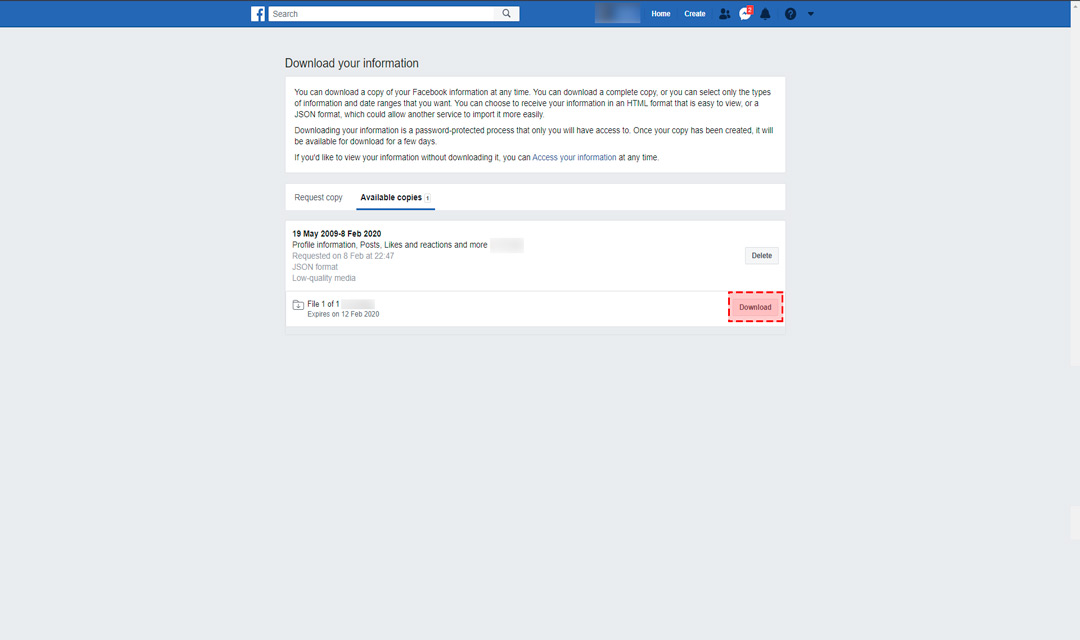 Search
Home
Create
2
Download your information
You can download a copy of your Facebook information at any time. You can download a complete copy, or you can select only the types
of information and date ranges that you want. You can choose to receive your information in an HTML format that is easy to view, or a
JSON format, which could allow another service to import it more easily.
Downloading your information is a password-protected process that only you will have access to. Once your copy has been created, it will
be available for download for a few days.
If you'd like to view your information without downloading it, you can Access your information at any time.
Request copy
Available copies 1
19 May 2009-8 Feb 2020
Profile information, Posts, Likes and reactions and more
Requested on 8 Feb at 22:47
Delete
JSON format
Low-quality media
File 1 of 1
Download
Expires on 12 Feb 2020